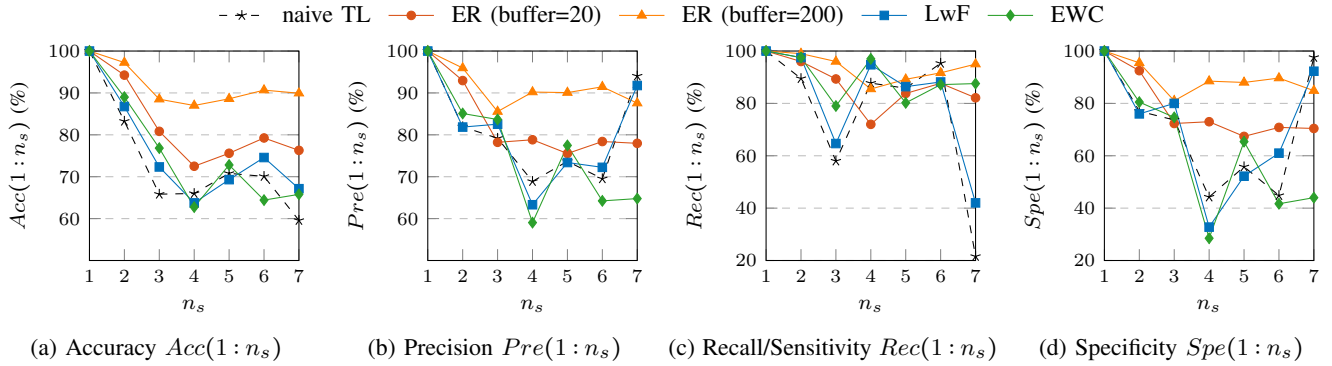 naive TL ER (buffer=20) ER (buffer=200) LwF EWC
100
90
80
70
60
1 2 3 4 5 6 7
n_s
Acc(1 : n_s) (%)
(a) Accuracy Acc(1 : n_s)
100
90
80
70
60
1 2 3 4 5 6 7
n_s
Pre(1 : n_s) (%)
(b) Precision Pre(1 : n_s)
100
80
60
40
20
1 2 3 4 5 6 7
n_s
Rec(1 : n_s) (%)
(c) Recall/Sensitivity Rec(1 : n_s)
100
80
60
40
20
1 2 3 4 5 6 7
n_s
Spe(1 : n_s) (%)
(d) Specificity Spe(1 : n_s)